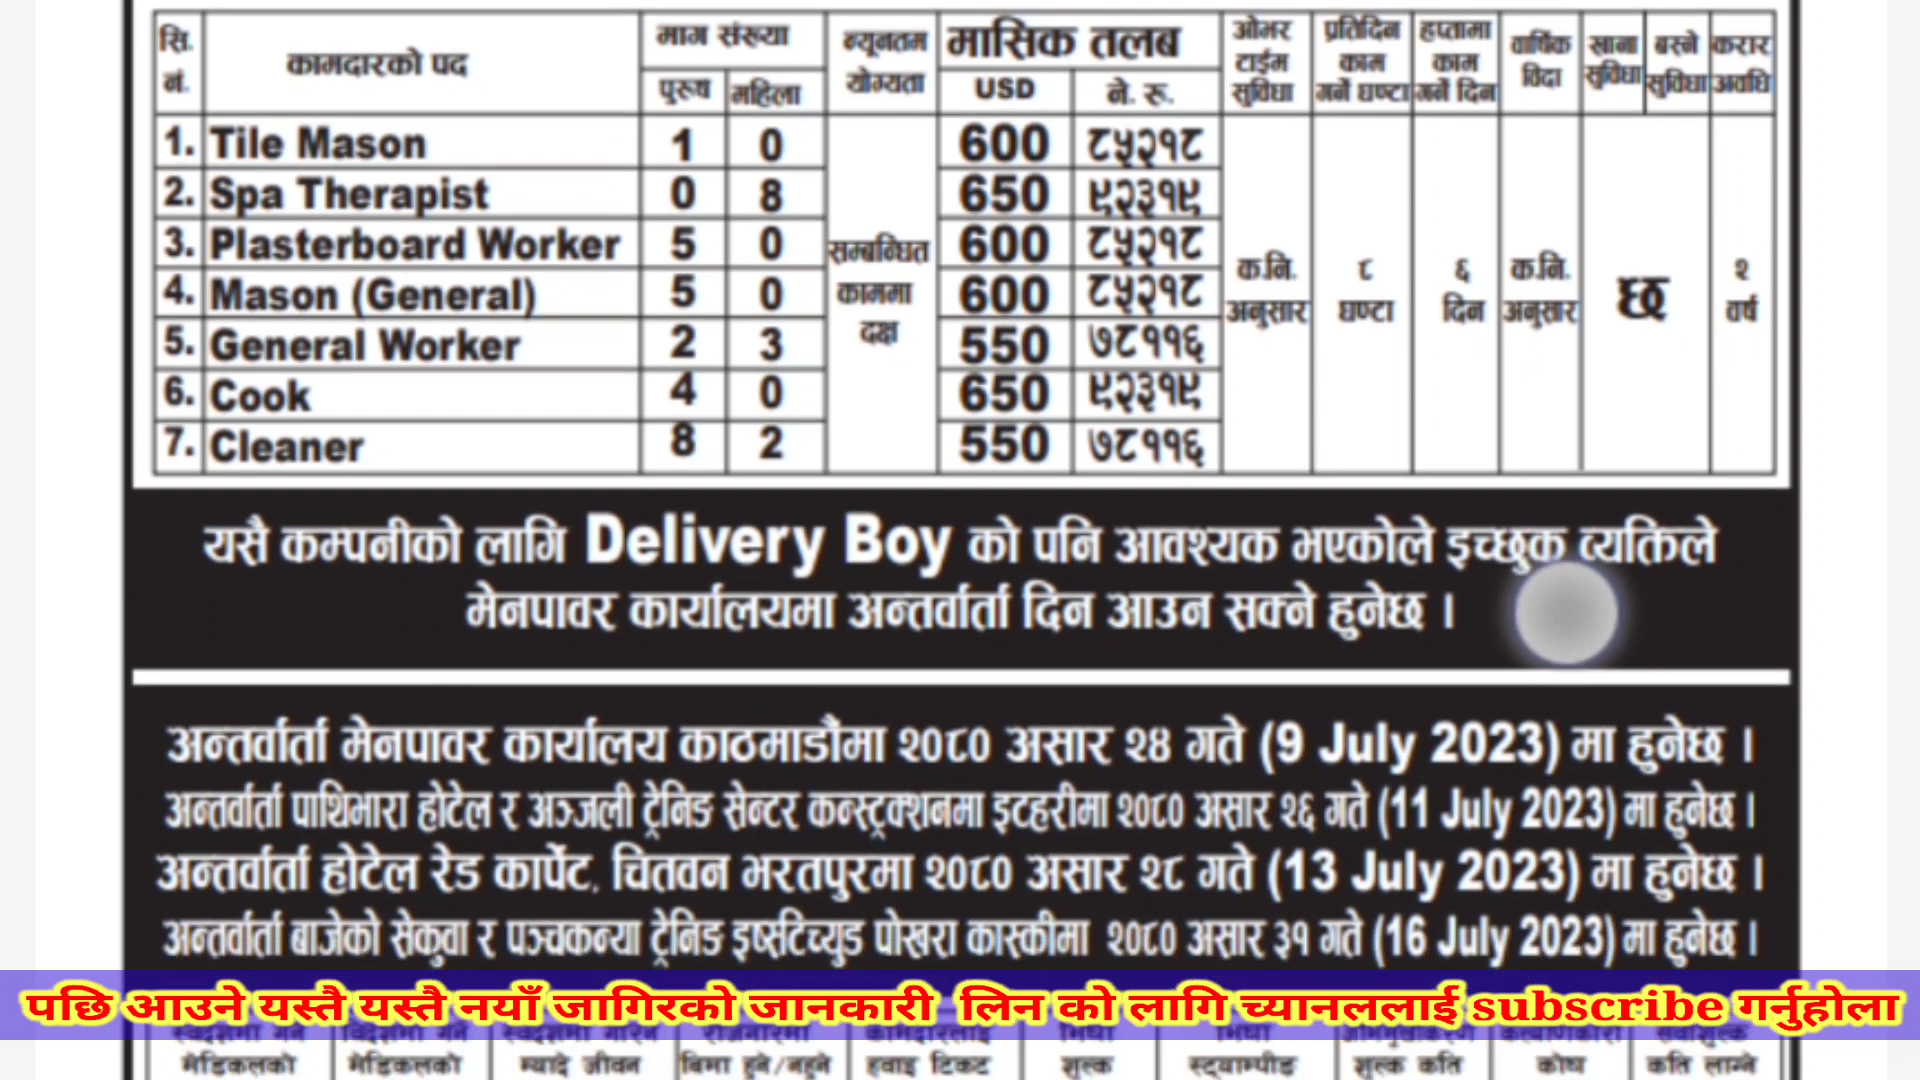 सि. नं. कामदारको पद माग संख्या पुरूष महिला न्यूनतम योग्यता मासिक तलब USD ने. रु. ओभर टाईम सुविधा प्रतिदिन काम गर्ने घण्टा हप्तामा काम गर्ने दिन वार्षिक विदा खाना सुविधा बस्ने सुविधा करार अवधि
1. Tile Mason 1 0 600 ८५२१८
2. Spa Therapist 0 8 650 ९२३१९
3. Plasterboard Worker 5 0 600 ८५२१८
4. Mason (General) 5 0 600 ८५२१८
5. General Worker 2 3 550 ७८११६
6. Cook 4 0 650 ९२३१९
7. Cleaner 8 2 550 ७८११६
सम्बन्धित काममा दक्ष
क.नि. अनुसार
८ घण्टा
६ दिन
क.नि. अनुसार
छ
२ वर्ष
यसै कम्पनीको लागि Delivery Boy को पनि आवश्यक भएकोले इच्छुक व्यक्तिले
मेनपावर कार्यालयमा अन्तर्वार्ता दिन आउन सक्ने हुनेछ ।
अन्तर्वार्ता मेनपावर कार्यालय काठमाडौंमा २०८० असार २४ गते (9 July 2023) मा हुनेछ ।
अन्तर्वार्ता पाथिभारा होटेल र अञ्जली ट्रेनिङ सेन्टर कन्स्ट्रक्शनमा इटहरीमा २०८० असार २६ गते (11 July 2023) मा हुनेछ ।
अन्तर्वार्ता होटेल रेड कार्पेट, चितवन भरतपुरमा २०८० असार २८ गते (13 July 2023) मा हुनेछ ।
अन्तर्वार्ता बाजेको सेकुवा र पञ्चकन्या ट्रेनिङ पोखरा कास्कीमा २०८० असार ३१ गते (16 July 2023) मा हुनेछ ।
पछि आउने यस्तै यस्तै नयाँ जागिरको जानकारी लिन को लागि च्यानललाई subscribe गर्नुहोला
मेडिकलको मेडिकलको म्यादे जीवन बिमा हुने/नहुने हवाइ टिकट शुल्क स्ट्याम्पीङ शुल्क कति कोष कति लाग्ने